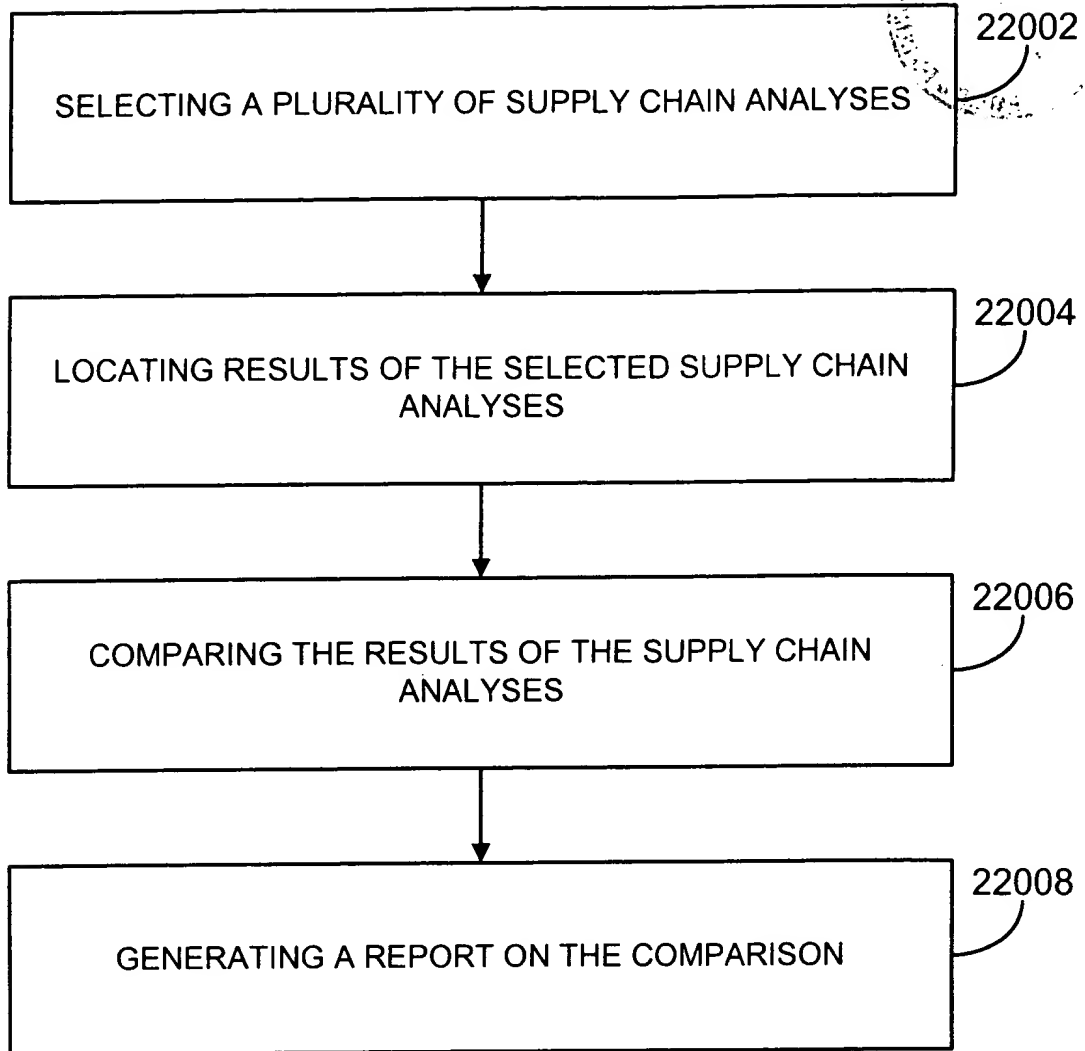 22002
SELECTING A PLURALITY OF SUPPLY CHAIN ANALYSES
22004
LOCATING RESULTS OF THE SELECTED SUPPLY CHAIN
ANALYSES
22006
COMPARING THE RESULTS OF THE SUPPLY CHAIN
ANALYSES
22008
GENERATING A REPORT ON THE COMPARISON